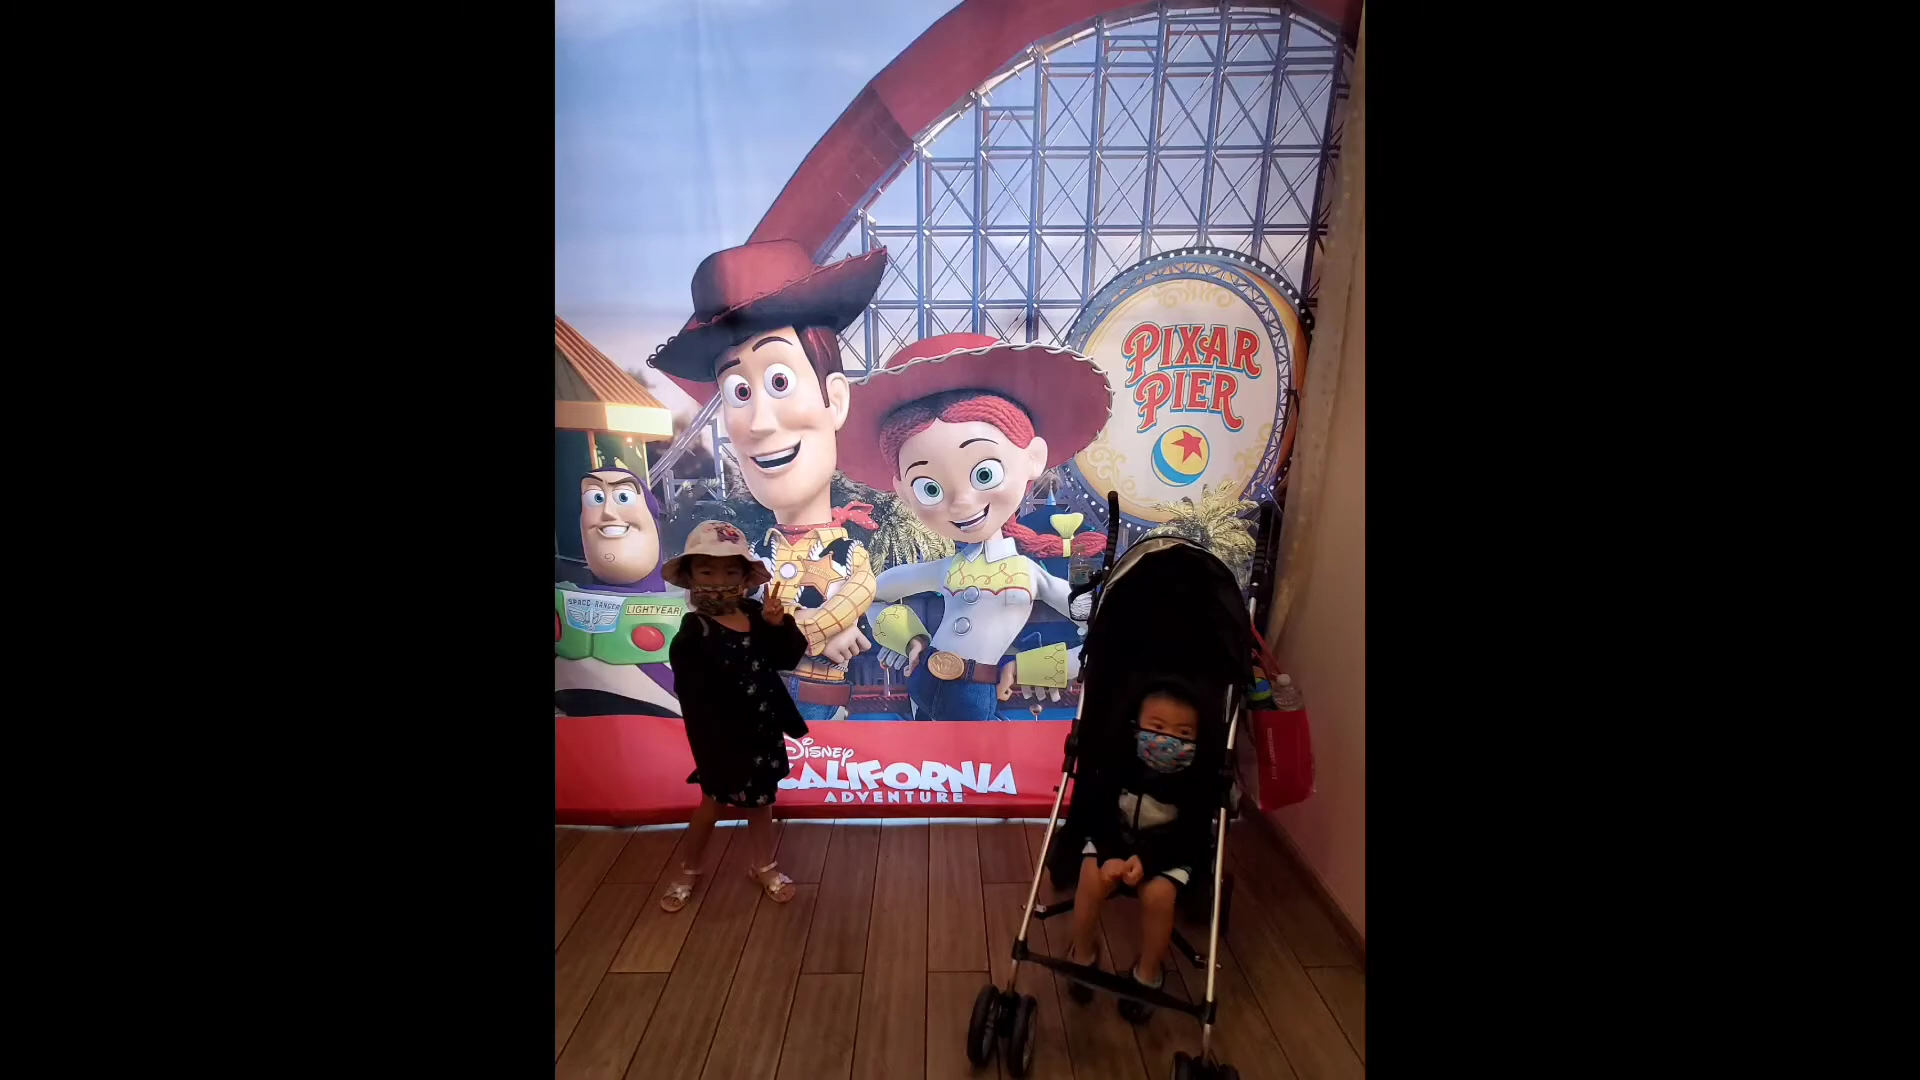 PIXAR
PIER
SPACE RANGER
LIGHTYEAR
Disney
CALIFORNIA
ADVENTURE